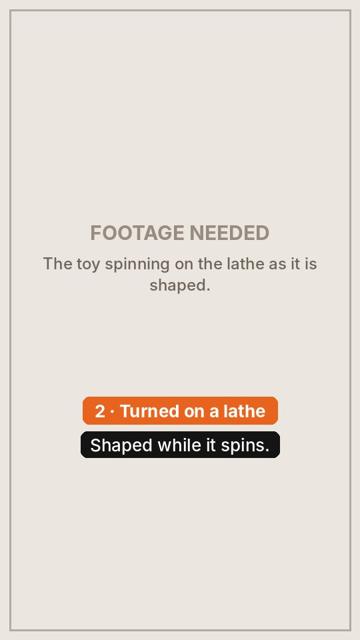 FOOTAGE NEEDED
The toy spinning on the lathe as it is
shaped.
2 · Turned on a lathe
Shaped while it spins.